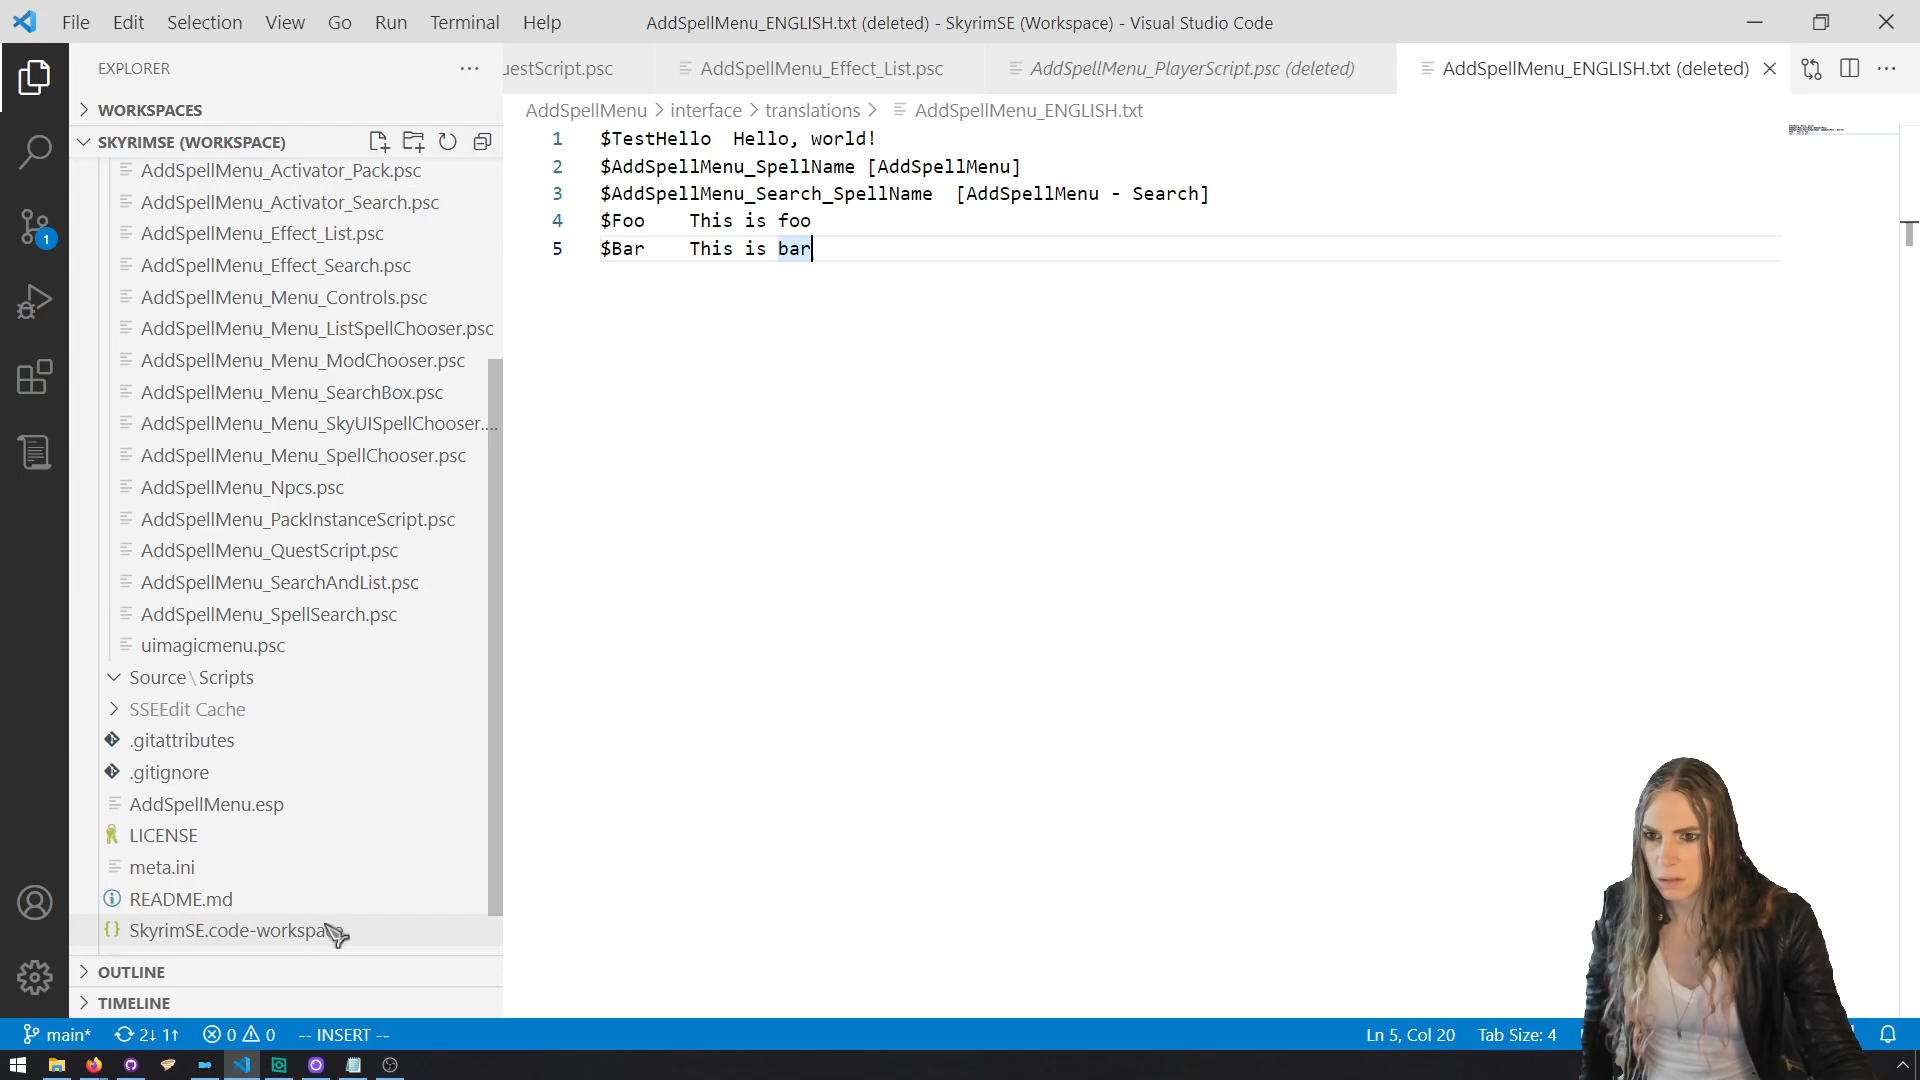 File Edit Selection View Go Run Terminal Help AddSpellMenu_ENGLISH.txt (deleted) - SkyrimSE (Workspace) - Visual Studio Code
EXPLORER
uestScript.psc AddSpellMenu_Effect_List.psc AddSpellMenu_PlayerScript.psc (deleted) AddSpellMenu_ENGLISH.txt (deleted)
AddSpellMenu > interface > translations > AddSpellMenu_ENGLISH.txt
WORKSPACES
SKYRIMSE (WORKSPACE)
AddSpellMenu_Activator_Pack.psc
AddSpellMenu_Activator_Search.psc
AddSpellMenu_Effect_List.psc
AddSpellMenu_Effect_Search.psc
AddSpellMenu_Menu_Controls.psc
AddSpellMenu_Menu_ListSpellChooser.psc
AddSpellMenu_Menu_ModChooser.psc
AddSpellMenu_Menu_SearchBox.psc
AddSpellMenu_Menu_SkyUISpellChooser....
AddSpellMenu_Menu_SpellChooser.psc
AddSpellMenu_Npcs.psc
AddSpellMenu_PackInstanceScript.psc
AddSpellMenu_QuestScript.psc
AddSpellMenu_SearchAndList.psc
AddSpellMenu_SpellSearch.psc
uimagicmenu.psc
Source\Scripts
SSEEdit Cache
.gitattributes
.gitignore
AddSpellMenu.esp
LICENSE
meta.ini
README.md
SkyrimSE.code-workspa
OUTLINE
TIMELINE
1 $TestHello Hello, world!
2 $AddSpellMenu_SpellName [AddSpellMenu]
3 $AddSpellMenu_Search_SpellName [AddSpellMenu - Search]
4 $Foo This is foo
5 $Bar This is bar
1
main* 2↓ 1↑ 0 0 -- INSERT -- Ln 5, Col 20 Tab Size: 4